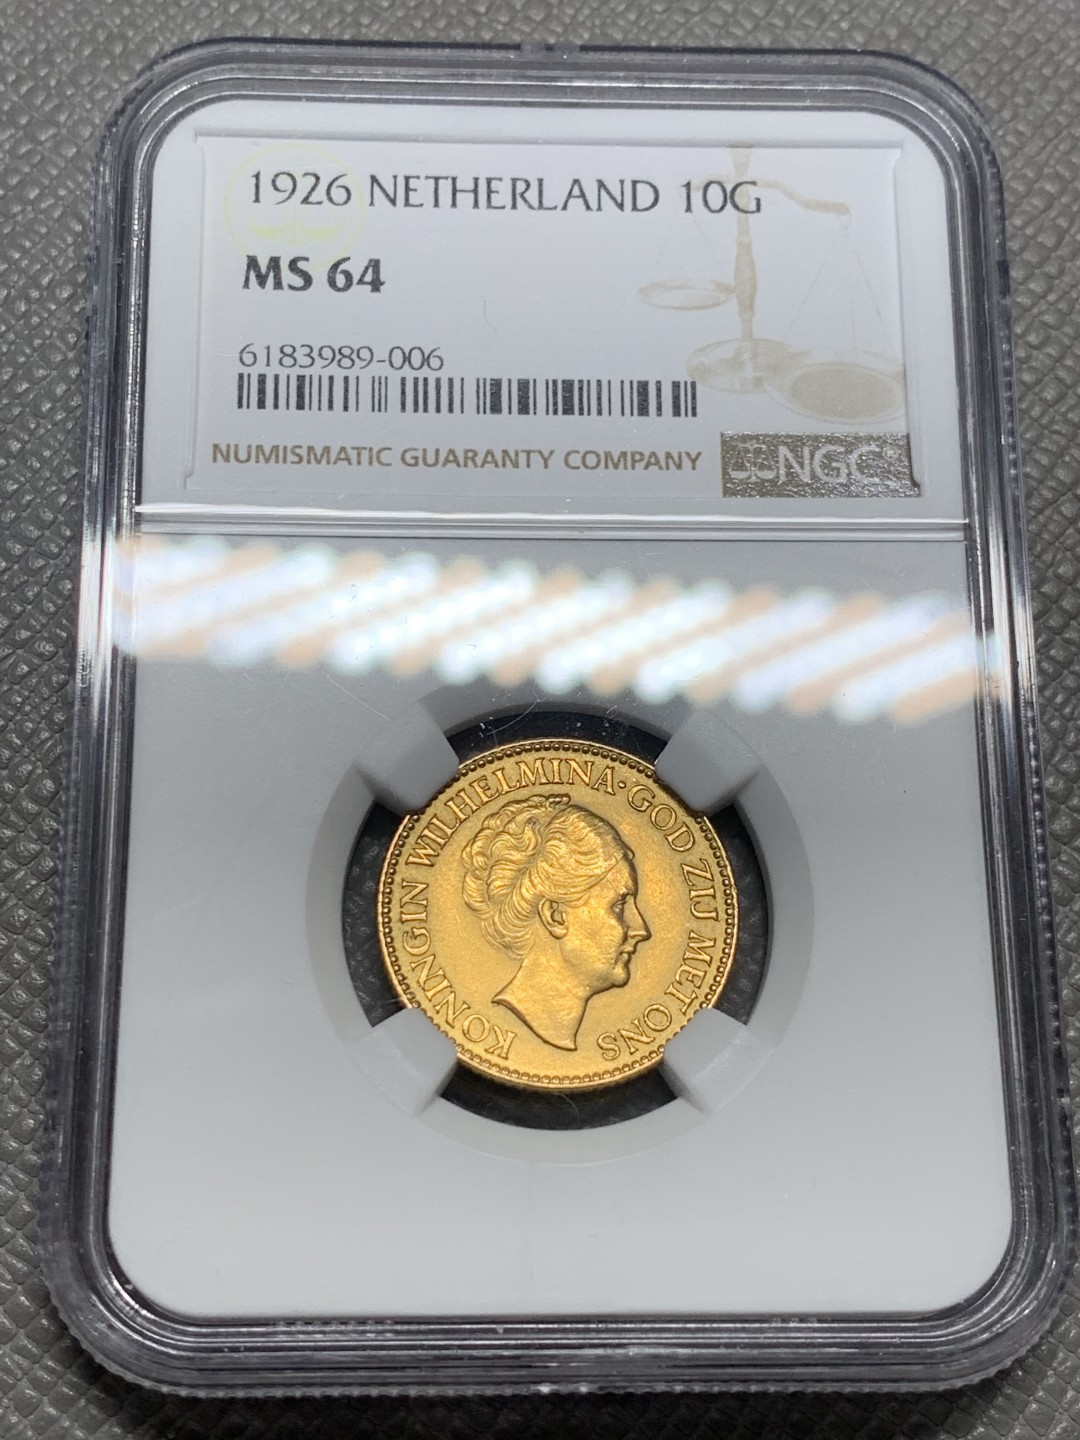 1926 NETHERLAND 10G
MS 64
6183989-006
NUMISMATIC GUARANTY COMPANY
NGC®
KONINGIN WILHELMINA · GOD ZIJ MET ONS